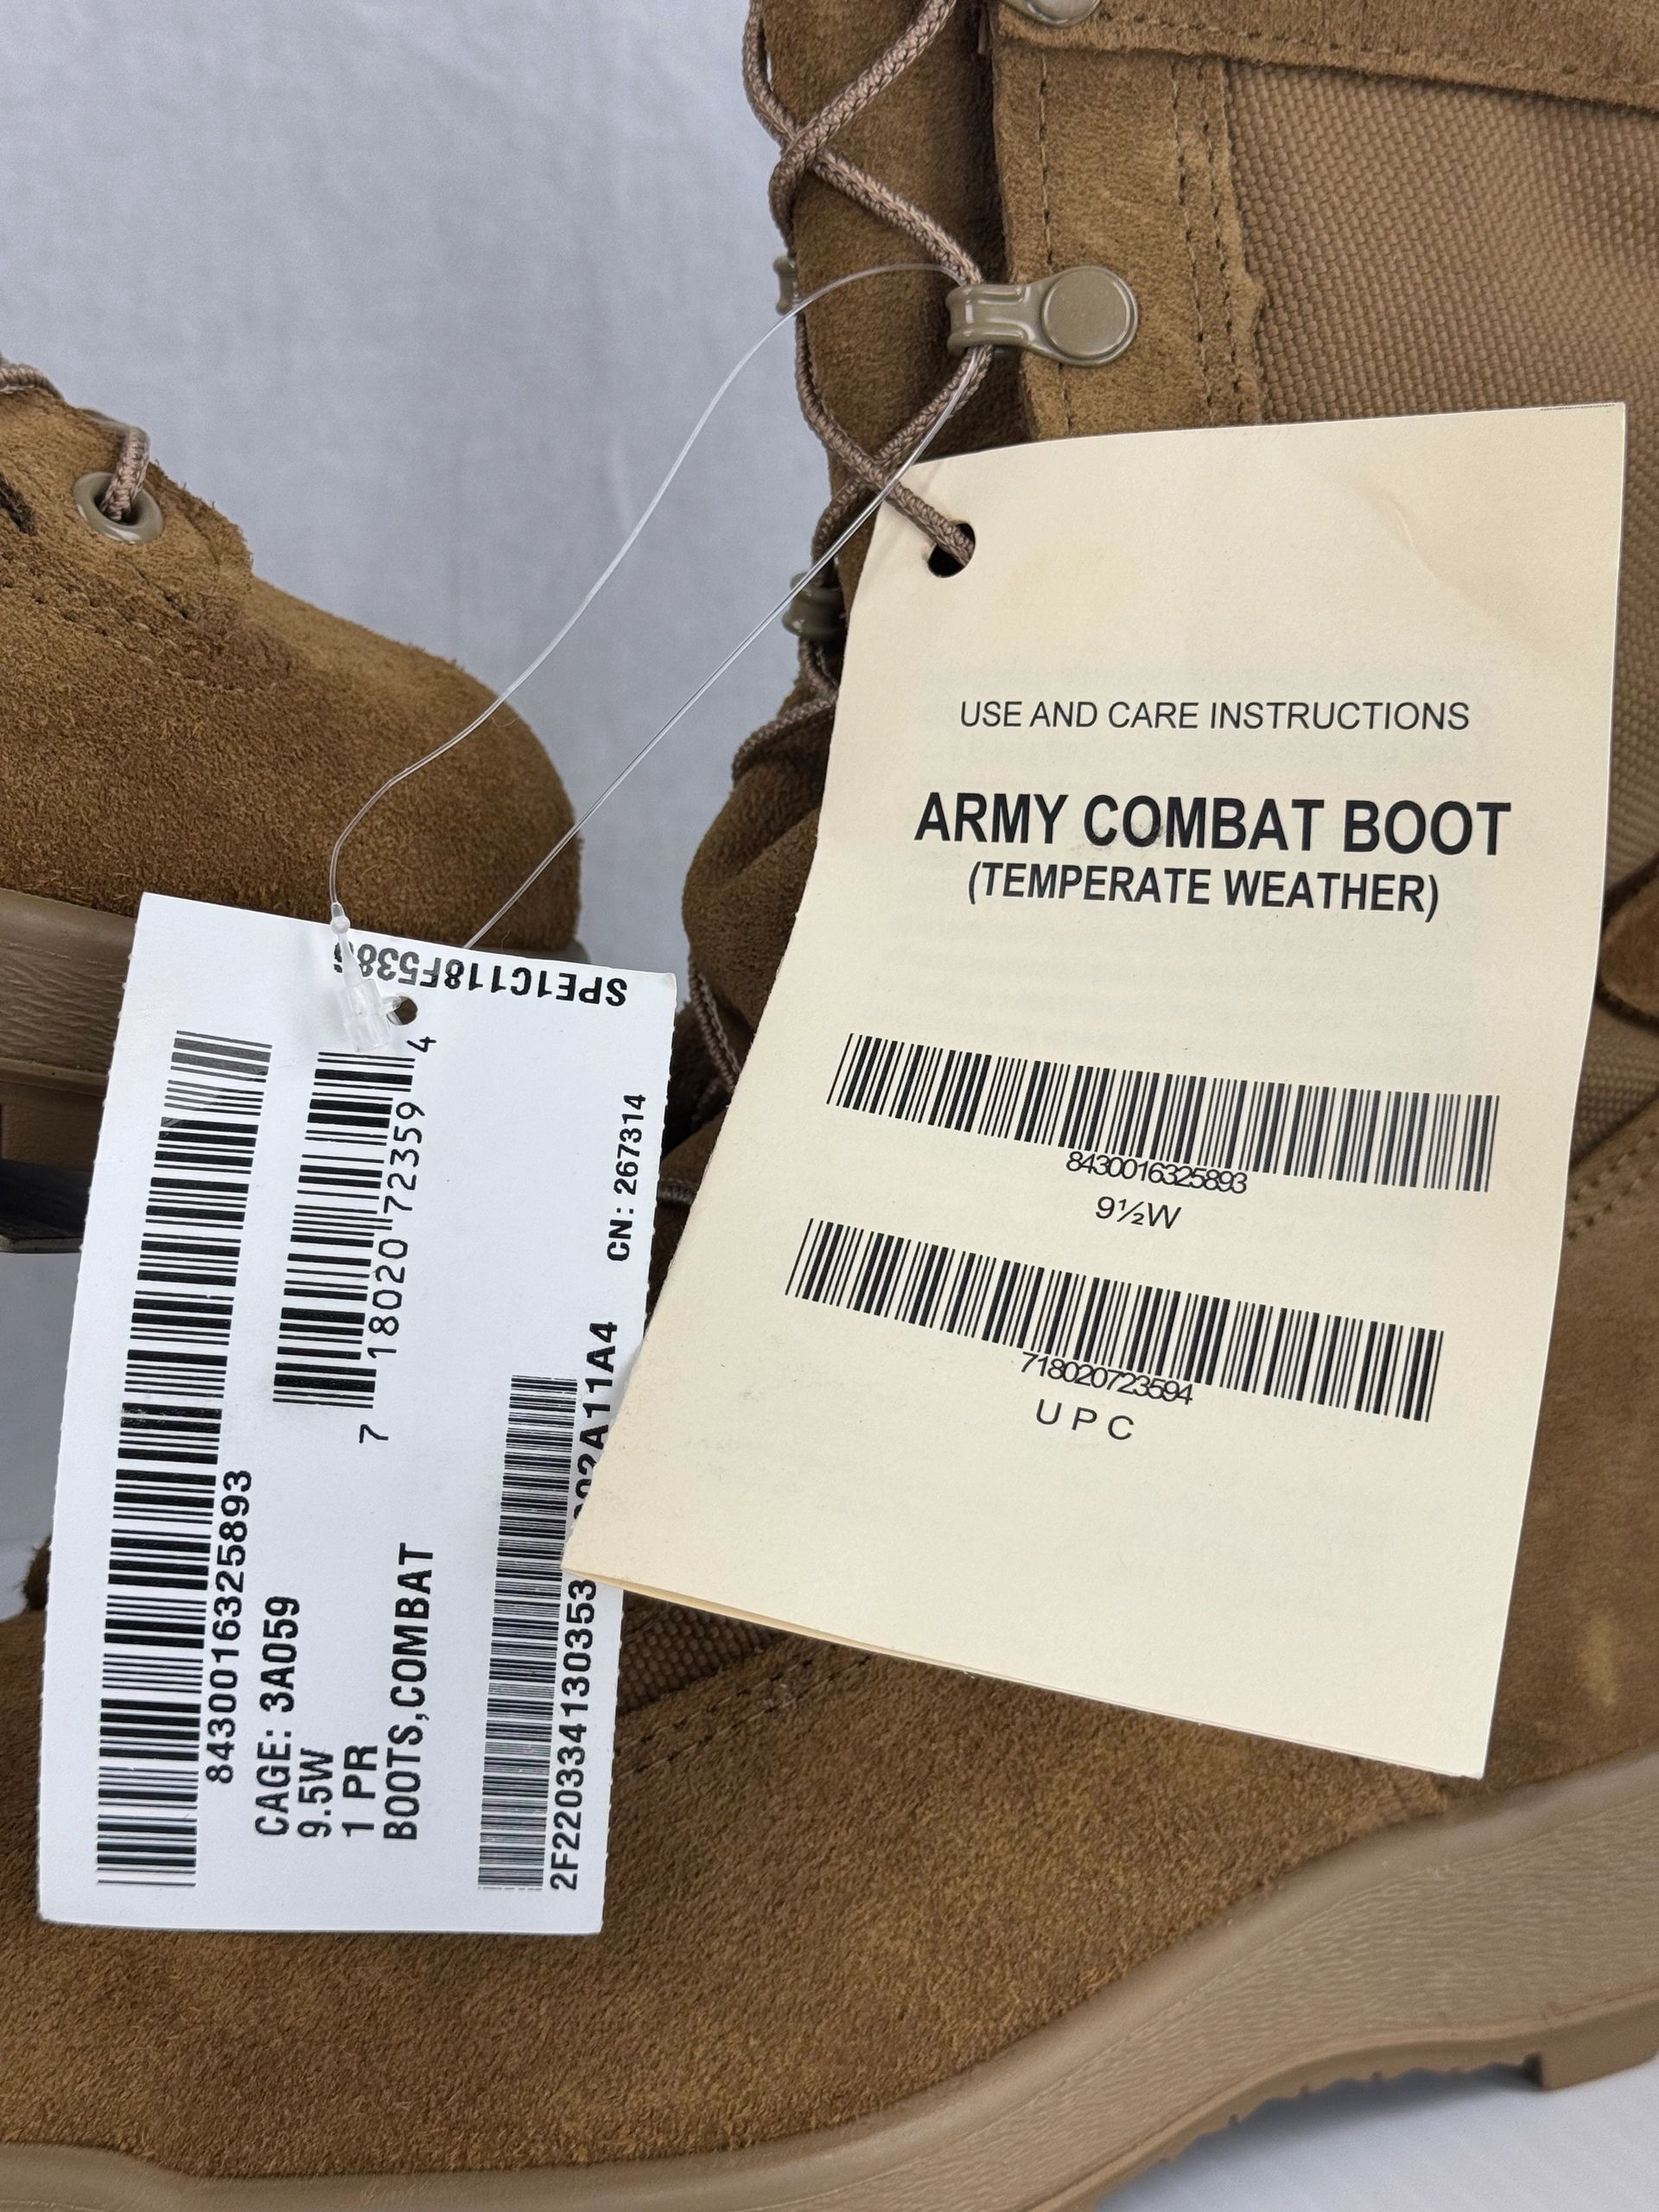 SPE1C118F538
8430016325893
CAGE: 3A059
9.5W
1 PR
BOOTS,COMBAT
7 18020 72359 4
CN: 267314
USE AND CARE INSTRUCTIONS
ARMY COMBAT BOOT
(TEMPERATE WEATHER)
8430016325893
9½W
718020723594
UPC